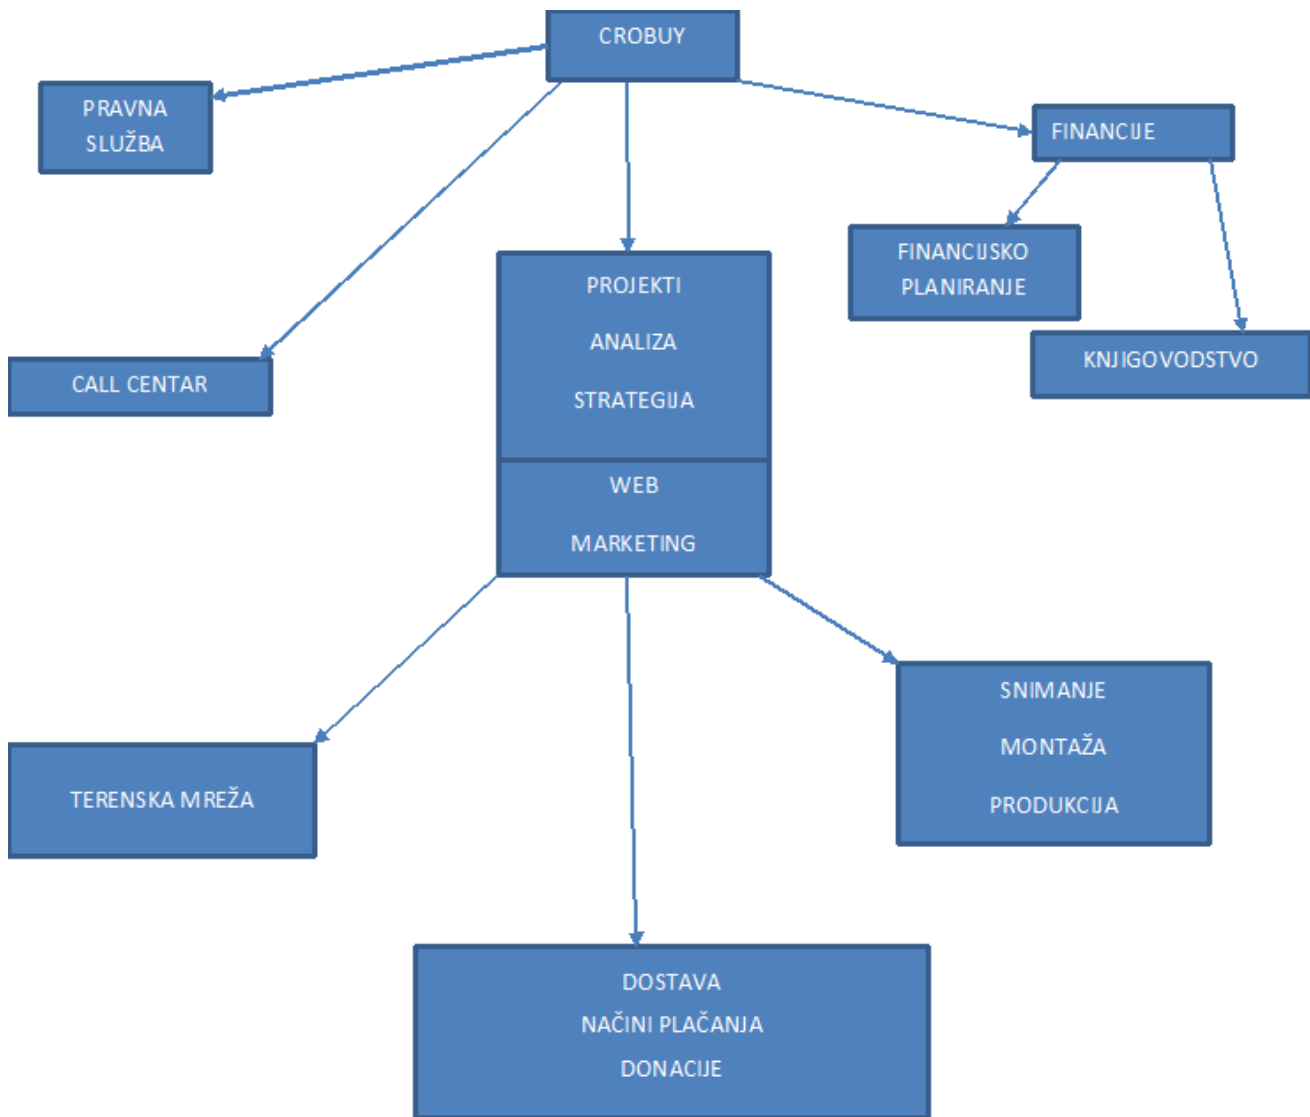 CROBUY
PRAVNA
SLUŽBA
FINANCIJE
FINANCIJSKO
PLANIRANJE
PROJEKTI
ANALIZA
STRATEGIJA
CALL CENTAR
KNJIGOVODSTVO
WEB
MARKETING
TERENSKA MREŽA
SNIMANJE
MONTAŽA
PRODUKCIJA
DOSTAVA
NAČINI PLAČANJA
DONACIJE